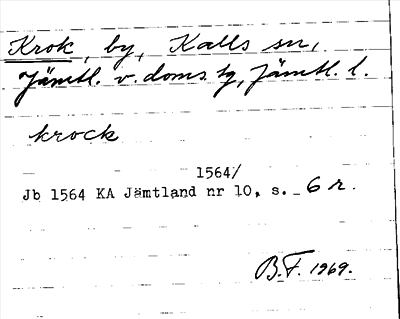 Krok, by, Kalls sn,
Jämtl. v. doms tg, Jämtl. l.
krock
1564/
Jb 1564 KA Jämtland nr 10, s. 6 r.
B.F. 1969.